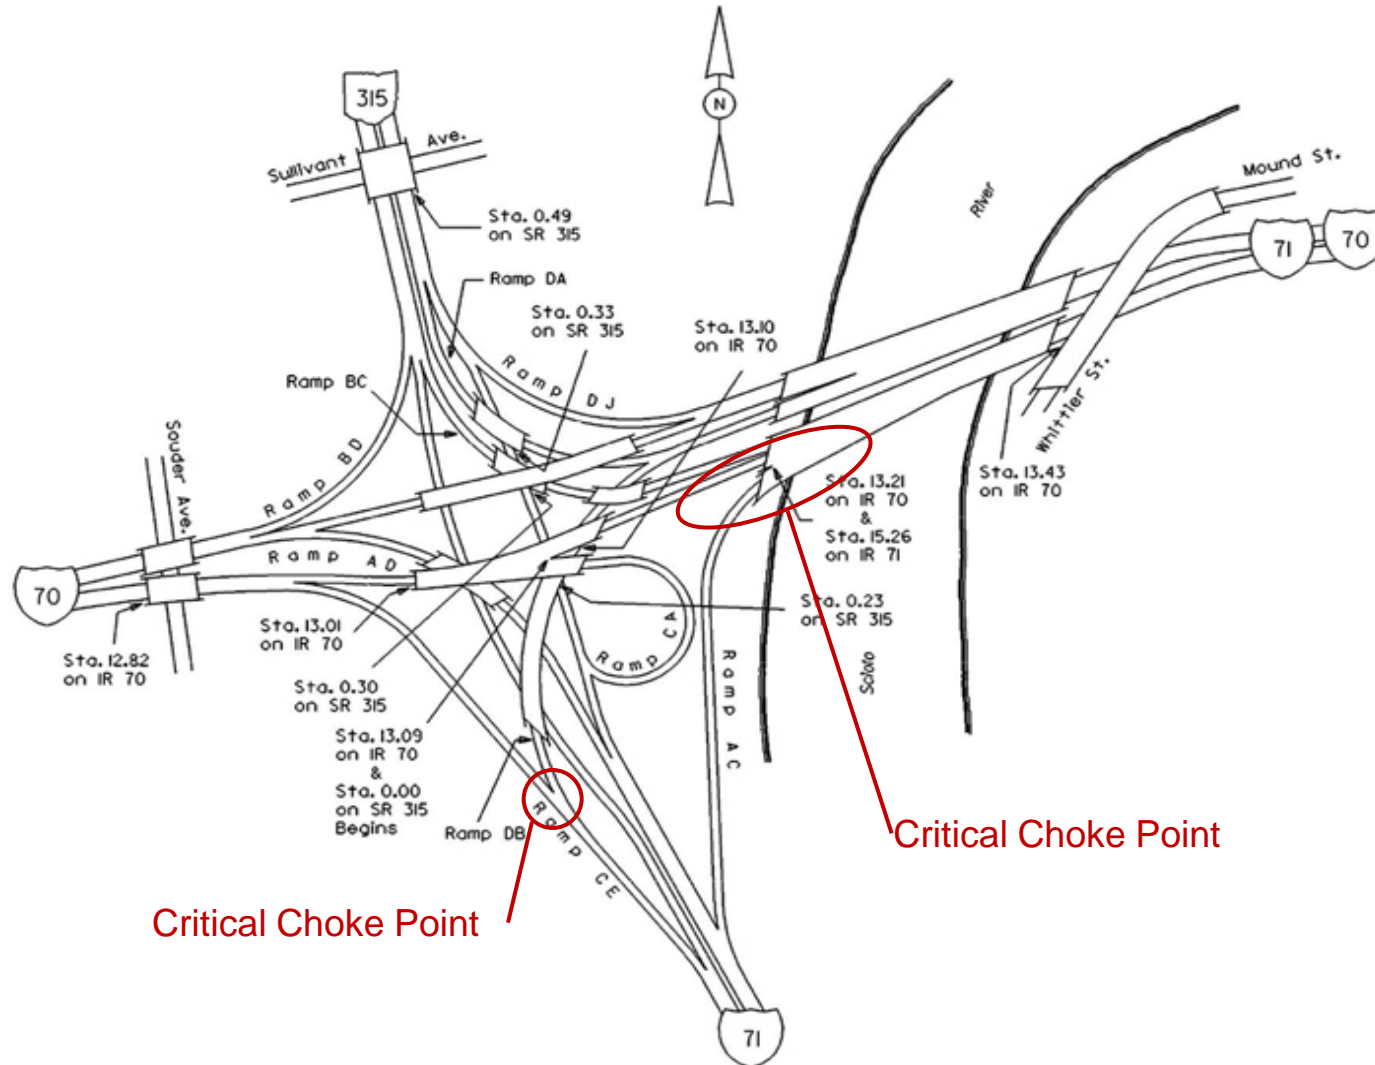 315
N
Sullivant Ave.
River
Mound St.
71
70
Sta. 0.49
on SR 315
Ramp DA
Sta. 0.33
on SR 315
Sta. 13.10
on IR 70
Ramp DJ
Ramp BC
Whittier St.
Souder Ave.
Ramp BD
Sta. 13.43
on IR 70
Sta. 13.21
on IR 70
&
Sta. 15.26
on IR 71
Ramp AD
70
Sta. 13.01
on IR 70
Sta. 12.82
on IR 70
Ramp CA
Sta. 0.23
on SR 315
Scioto
Ramp AC
Sta. 0.30
on SR 315
Sta. 13.09
on IR 70
&
Sta. 0.00
on SR 315
Begins
Ramp DB
Ramp CE
Critical Choke Point
Critical Choke Point
71